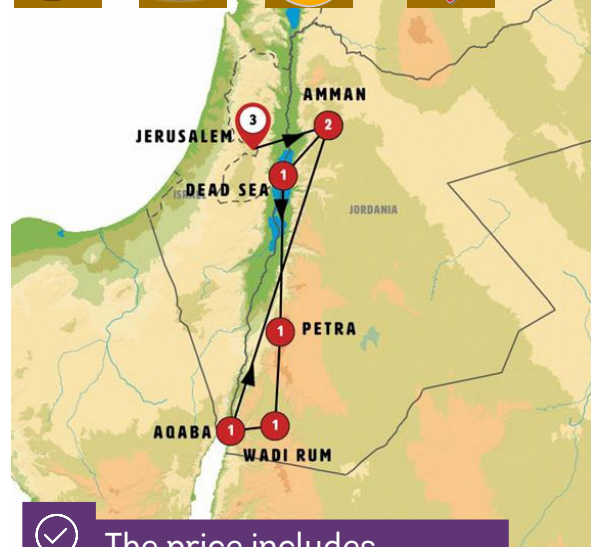 AMMAN
2
3
JERUSALEM
1
DEAD SEA
ISRAEL
JORDANIA
1
PETRA
AQABA
1
1
WADI RUM
The price includes